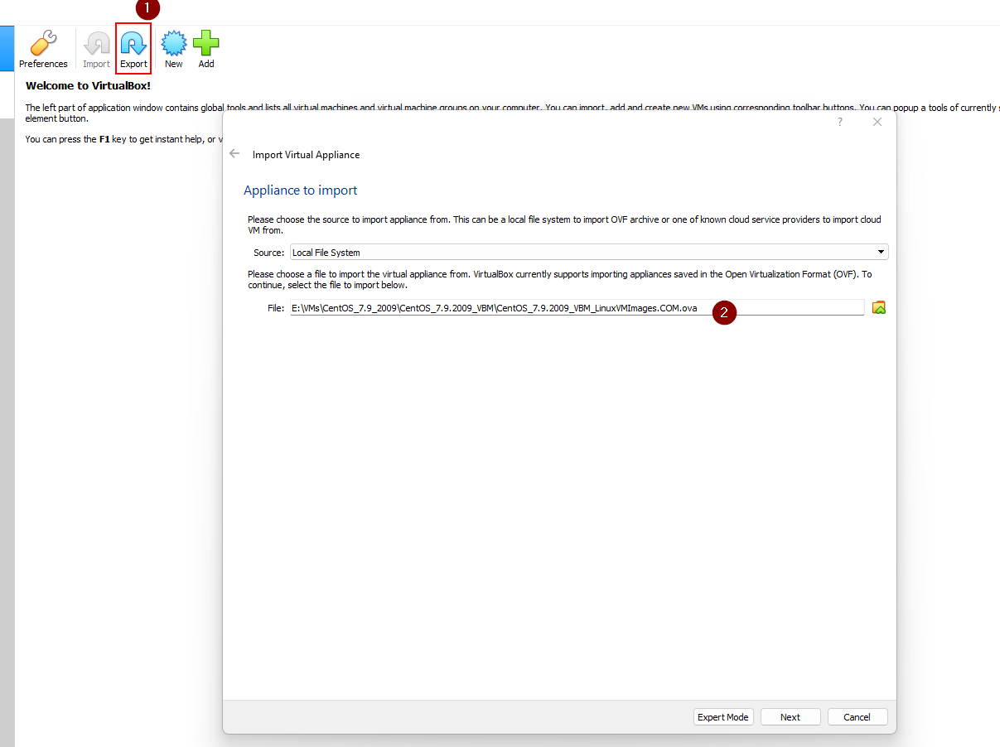 1
Preferences Import Export New Add
Welcome to VirtualBox!
The left part of application window contains global tools and lists all virtual machines and virtual machine groups on your computer. You can import, add and create new VMs using corresponding toolbar buttons. You can popup a tools of currently
element button.
You can press the F1 key to get instant help, or
?
Import Virtual Appliance
Appliance to import
Please choose the source to import appliance from. This can be a local file system to import OVF archive or one of known cloud service providers to import cloud
VM from.
Source: Local File System
Please choose a file to import the virtual appliance from. VirtualBox currently supports importing appliances saved in the Open Virtualization Format (OVF). To
continue, select the file to import below.
File: E:\VMs\CentOS_7.9_2009\CentOS_7.9.2009_VBM\CentOS_7.9.2009_VBM_LinuxVMImages.COM.ova
2
Expert Mode Next Cancel